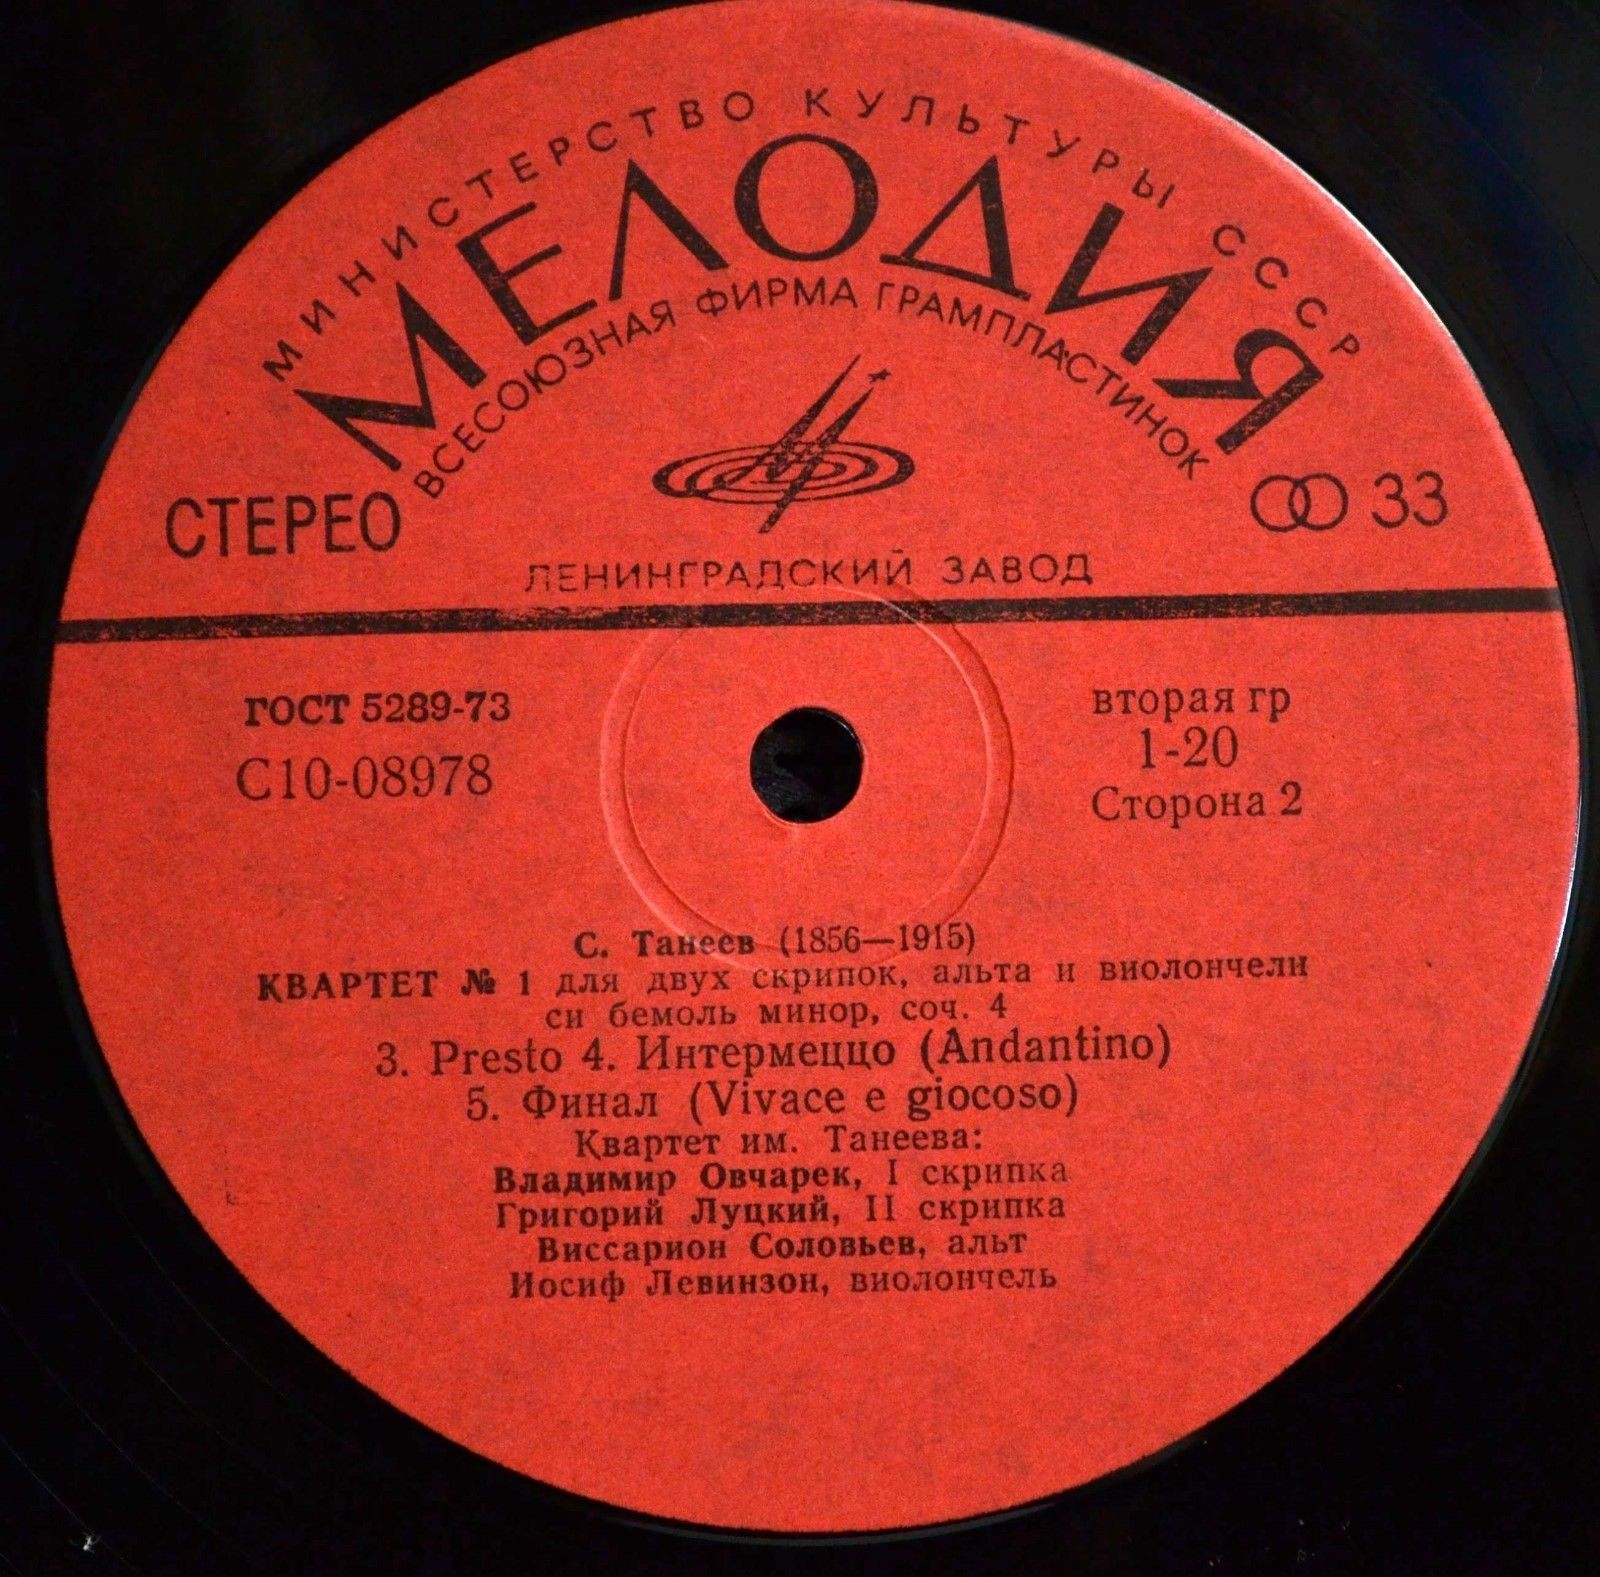 МИНИСТЕРСТВО КУЛЬТУРЫ СССР
МЕЛОДИЯ
ВСЕСОЮЗНАЯ ФИРМА ГРАМПЛАСТИНОК
СТЕРЕО
33
ЛЕНИНГРАДСКИЙ ЗАВОД
ГОСТ 5289-73
С10-08978
вторая гр
1-20
Сторона 2
С. Танеев (1856—1915)
КВАРТЕТ № 1 для двух скрипок, альта и виолончели
си бемоль минор, соч. 4
3. Presto 4. Интермеццо (Andantino)
5. Финал (Vivace e giocoso)
Квартет им. Танеева:
Владимир Овчарек, I скрипка
Григорий Луцкий, II скрипка
Виссарион Соловьев, альт
Иосиф Левинзон, виолончель